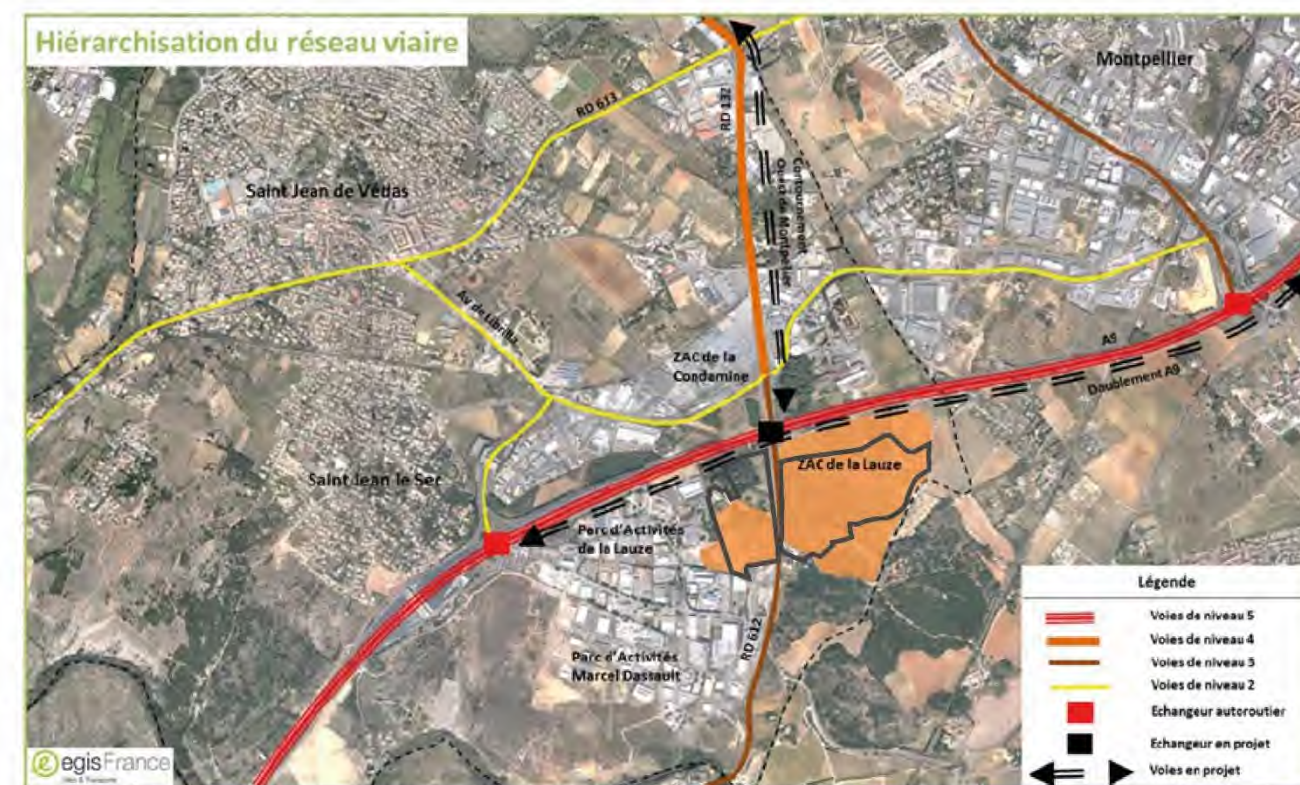 Hiérarchisation du réseau viaire
Montpellier
RD 613
RD 132
Contournement
Ouest de Montpellier
Saint Jean de Védas
Av de Librilla
ZAC de la
Condamine
A9
Doublement A9
ZAC de la Lauze
Saint Jean le Sec
Parc d'Activités
de la Lauze
RD 612
Parc d'Activités
Marcel Dassault
Légende
Voies de niveau 5
Voies de niveau 4
Voies de niveau 3
Voies de niveau 2
Echangeur autoroutier
Echangeur en projet
Voies en projet
egis France